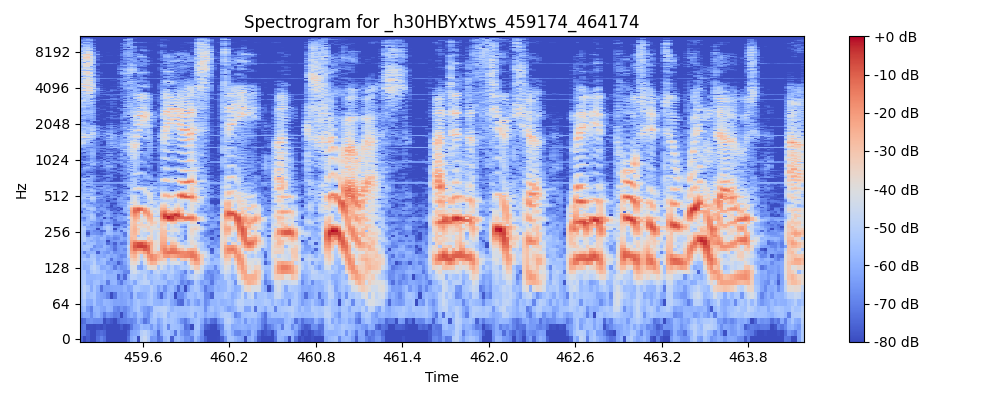 Spectrogram for _h30HBYxtws_459174_464174
Hz
8192
4096
2048
1024
512
256
128
64
0
459.6 460.2 460.8 461.4 462.0 462.6 463.2 463.8
Time
+0 dB
-10 dB
-20 dB
-30 dB
-40 dB
-50 dB
-60 dB
-70 dB
-80 dB